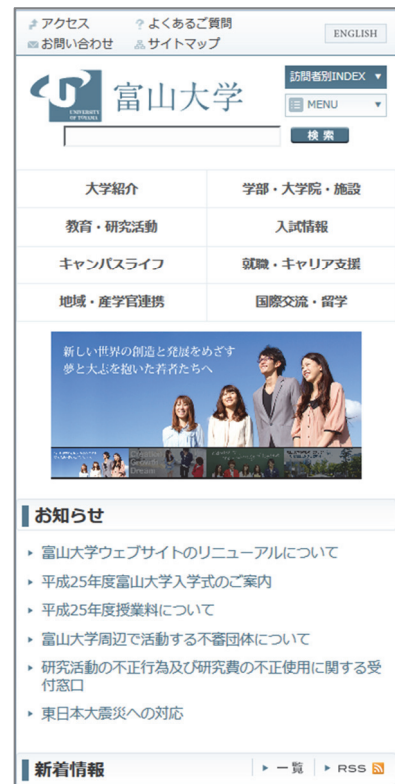 アクセス
よくあるご質問
お問い合わせ
サイトマップ
ENGLISH
UNIVERSITY
OF TOYAMA
富山大学
訪問者別INDEX
MENU
検 索
大学紹介
学部・大学院・施設
教育・研究活動
入試情報
キャンパスライフ
就職・キャリア支援
地域・産学官連携
国際交流・留学
新しい世界の創造と発展をめざす
夢と大志を抱いた若者たちへ
お知らせ
富山大学ウェブサイトのリニューアルについて
平成25年度富山大学入学式のご案内
平成25年度授業料について
富山大学周辺で活動する不審団体について
研究活動の不正行為及び研究費の不正使用に関する受
付窓口
東日本大震災への対応
新着情報
一覧
RSS